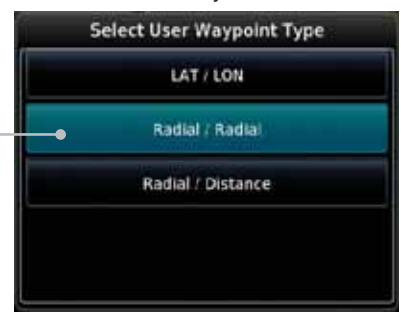 Select User Waypoint Type
LAT / LON
Radial / Radial
Radial / Distance